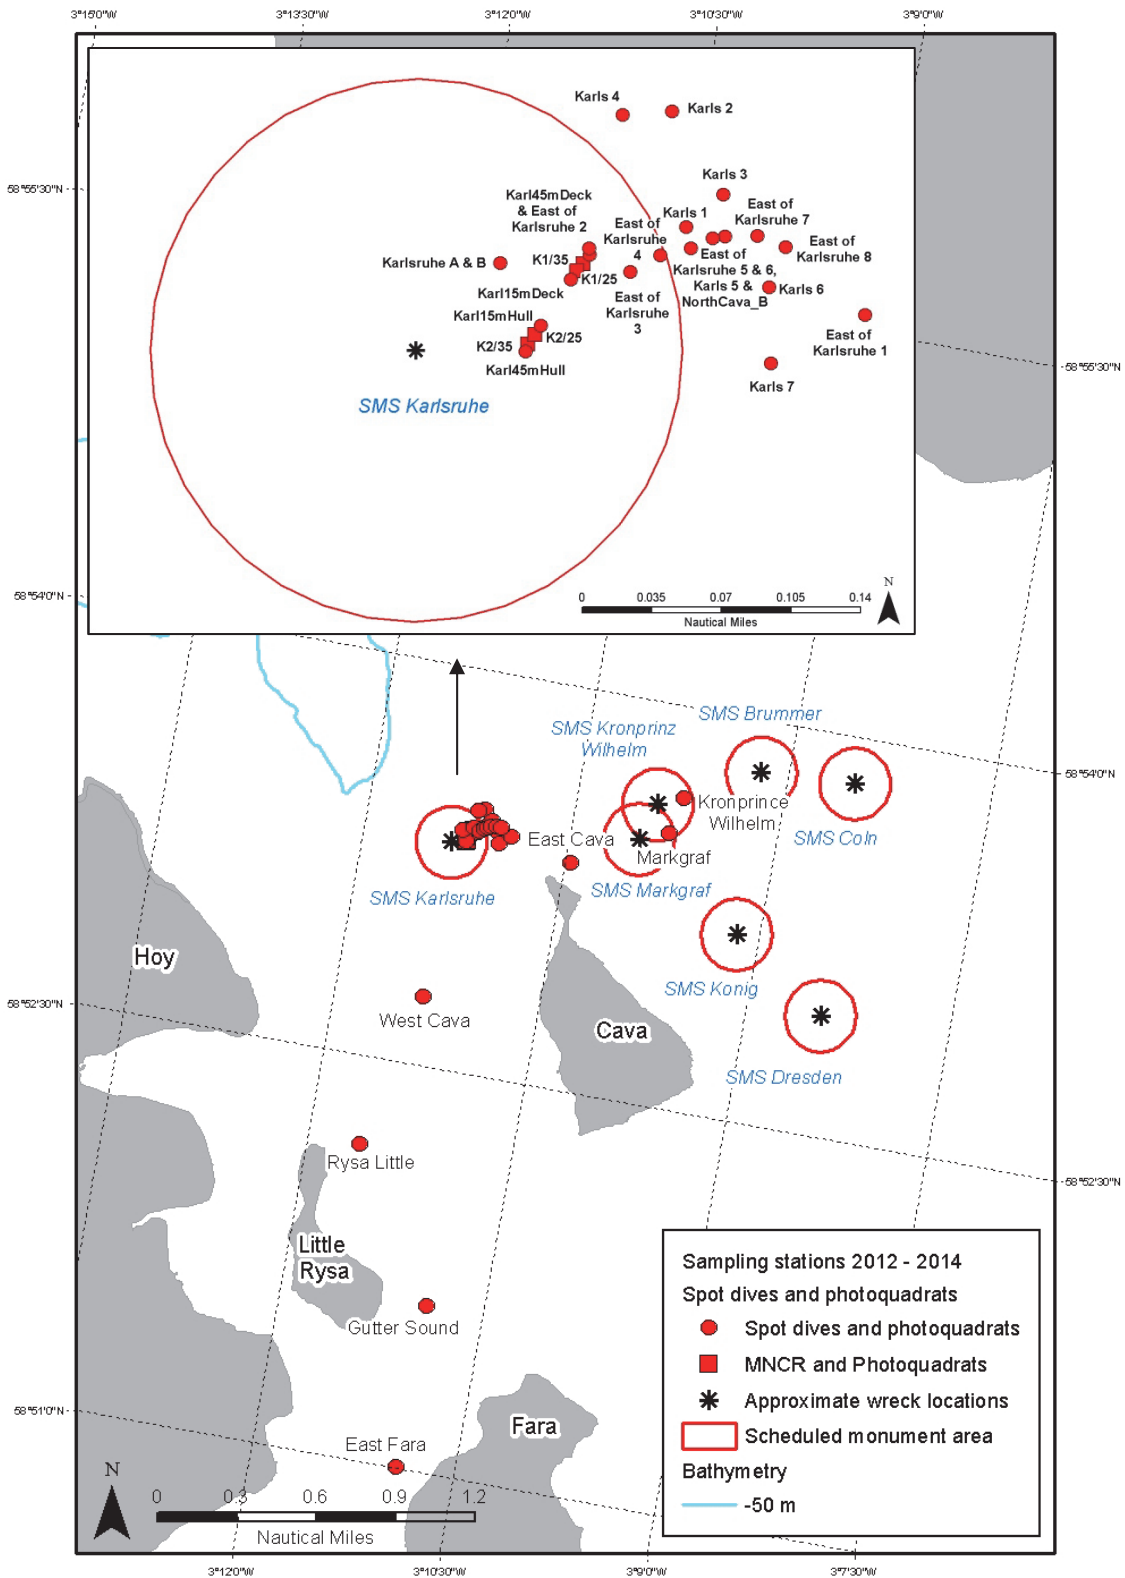 3°15'0"W
3°13'30"W
3°12'0"W
3°10'30"W
3°9'0"W
58°55'30"N
58°54'0"N
58°52'30"N
58°51'0"N
58°55'30"N
58°54'0"N
58°52'30"N
3°12'0"W
3°10'30"W
3°9'0"W
3°7'30"W
Karls 4
Karls 2
Karls 3
Karl45mDeck
& East of
Karlsruhe 2
East of
Karlsruhe
4
Karls 1
East of
Karlsruhe 7
East of
Karlsruhe 8
Karlsruhe A & B
K1/35
K1/25
Karl15mDeck
East of
Karlsruhe
3
East of
Karlsruhe 5 & 6,
Karls 5 &
NorthCava_B
Karls 6
Karl15mHull
K2/25
K2/35
Karl45mHull
East of
Karlsruhe 1
Karls 7
SMS Karlsruhe
0
0.035
0.07
0.105
0.14
Nautical Miles
N
SMS Kronprinz
Wilhelm
SMS Brummer
Kronprince
Wilhelm
SMS Coln
East Cava
Markgraf
SMS Markgraf
SMS Karlsruhe
Hoy
SMS Konig
West Cava
Cava
SMS Dresden
Rysa Little
Little
Rysa
Gutter Sound
Fara
East Fara
N
0
0.3
0.6
0.9
1.2
Nautical Miles
Sampling stations 2012 - 2014
Spot dives and photoquadrats
Spot dives and photoquadrats
MNCR and Photoquadrats
Approximate wreck locations
Scheduled monument area
Bathymetry
-50 m